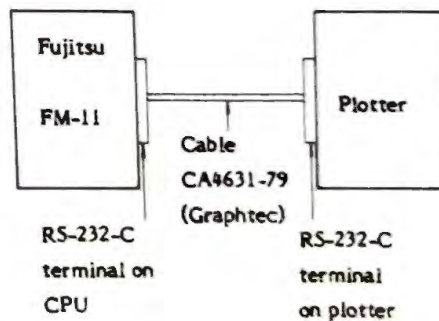 Fujitsu
FM-11
Plotter
Cable
CA4631-79
(Graphtec)
RS-232-C
terminal on
CPU
RS-232-C
terminal
on plotter